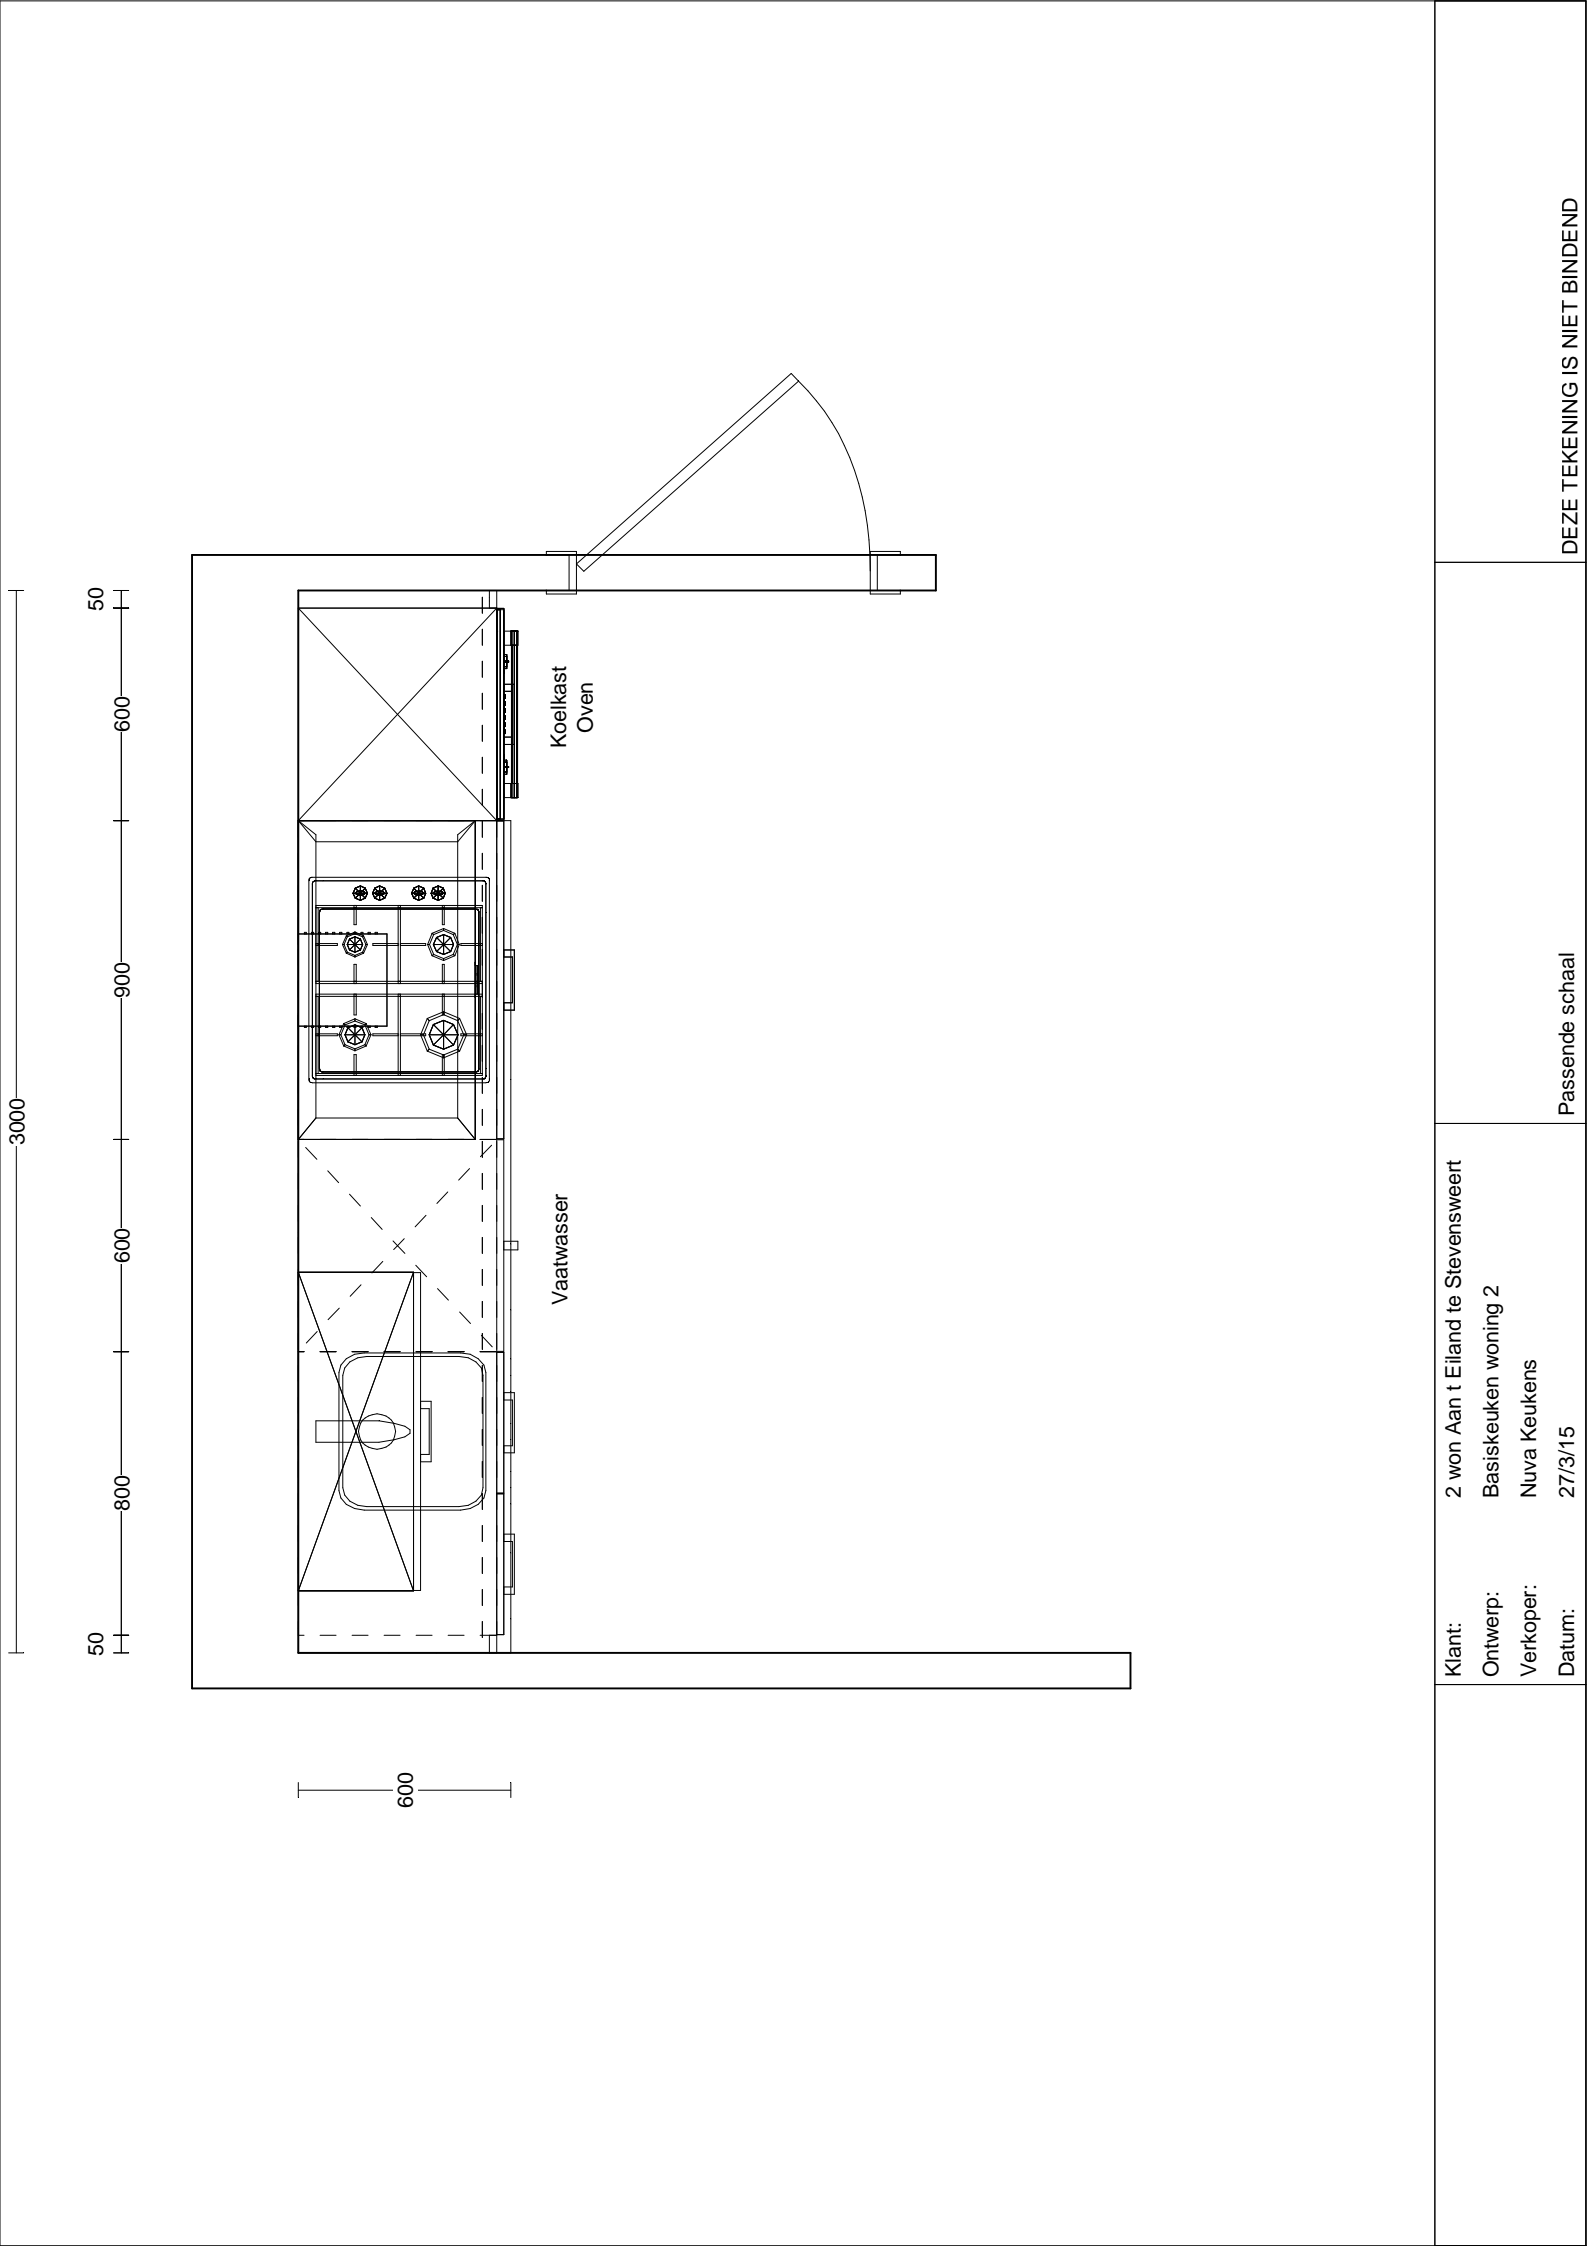 3000
50
800
600
900
600
50
600
Vaatwasser
Koelkast
Oven
Klant: 2 won Aan t Eiland te Stevensweert
Ontwerp: Basiskeuken woning 2
Verkoper: Nuva Keukens
Datum: 27/3/15
Passende schaal
DEZE TEKENING IS NIET BINDEND